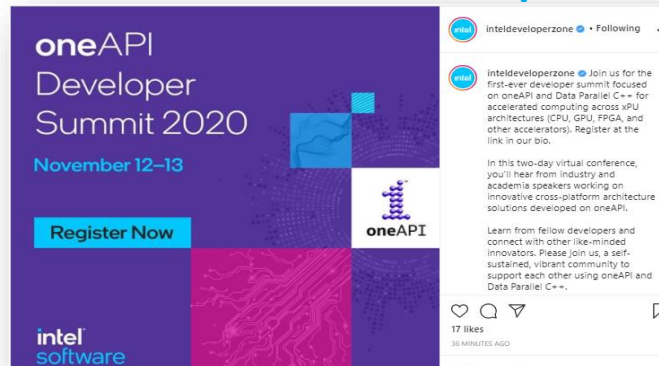 oneAPI
Developer
Summit 2020
November 12–13
Register Now
oneAPI
intel
software
intel
inteldeveloperzone • Following
intel
inteldeveloperzone Join us for the
first-ever developer summit focused
on oneAPI and Data Parallel C++ for
accelerated computing across xPU
architectures (CPU, GPU, FPGA, and
other accelerators). Register at the
link in our bio.
In this two-day virtual conference,
you'll hear from industry and
academia speakers working on
innovative cross-platform architecture
solutions developed on oneAPI.
Learn from fellow developers and
connect with other like-minded
innovators. Please join us, a self-
sustained, vibrant community to
support each other using oneAPI and
Data Parallel C++.
17 likes
36 MINUTES AGO